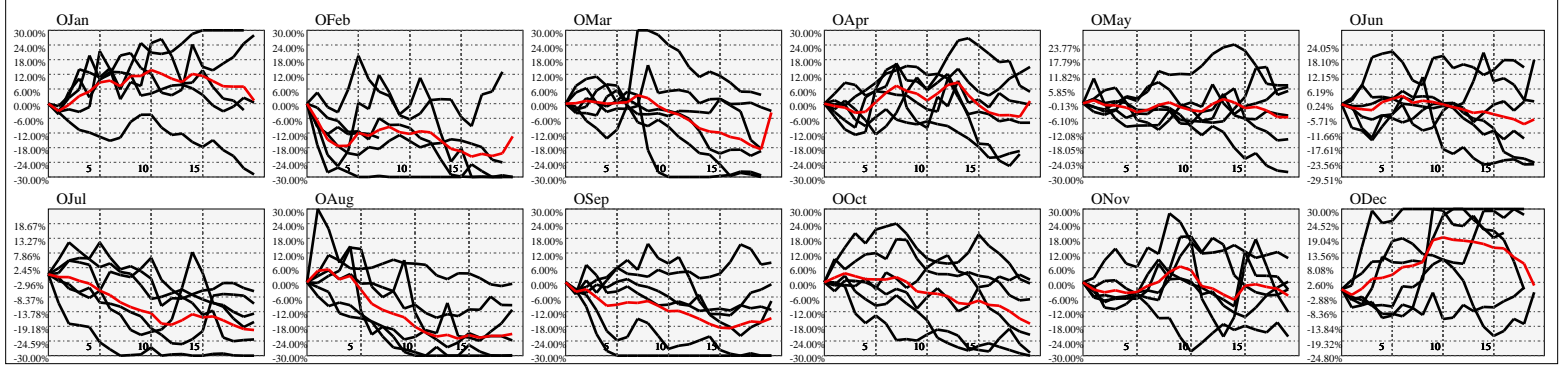 OJan OFeb OMar OApr OMay OJun
30.00% 30.00% 30.00% 30.00%
24.00% 24.00% 24.00% 24.00% 23.77% 24.05%
18.00% 18.00% 18.00% 18.00% 17.79% 18.10%
12.00% 12.00% 12.00% 12.00% 11.82% 12.15%
6.00% 6.00% 6.00% 6.00% 5.85% 6.19%
0.00% 0.00% 0.00% 0.00% -0.13% 0.24%
-6.00% -6.00% -6.00% -6.00% -6.10% -5.71%
-12.00% -12.00% -12.00% -12.00% -12.08% -11.66%
-18.00% -18.00% -18.00% -18.00% -18.05% -17.61%
-24.00% -24.00% -24.00% -24.00% -24.03% -23.56%
5 10 15 5 10 15 5 10 15 5 10 15 5 10 15 5 10 15
-30.00% -30.00% -30.00% -30.00% -30.00% -29.51%
OJul OAug OSep OOct ONov ODec
30.00% 30.00% 30.00% 30.00% 30.00%
18.67% 24.00% 24.00% 24.00% 24.00% 24.52%
13.27% 18.00% 18.00% 18.00% 18.00% 19.04%
7.86% 12.00% 12.00% 12.00% 12.00% 13.56%
2.45% 6.00% 6.00% 6.00% 6.00% 8.08%
-2.96% 0.00% 0.00% 0.00% 0.00% 2.60%
-8.37% -6.00% -6.00% -6.00% -6.00% -2.88%
-13.78% -12.00% -12.00% -12.00% -12.00% -8.36%
-19.18% -18.00% -18.00% -18.00% -18.00% -13.84%
-24.59% -24.00% -24.00% -24.00% -24.00% -19.32%
5 10 15 5 10 15 5 10 15 5 10 15 5 10 15 5 10 15
-30.00% -30.00% -30.00% -30.00% -30.00% -24.80%